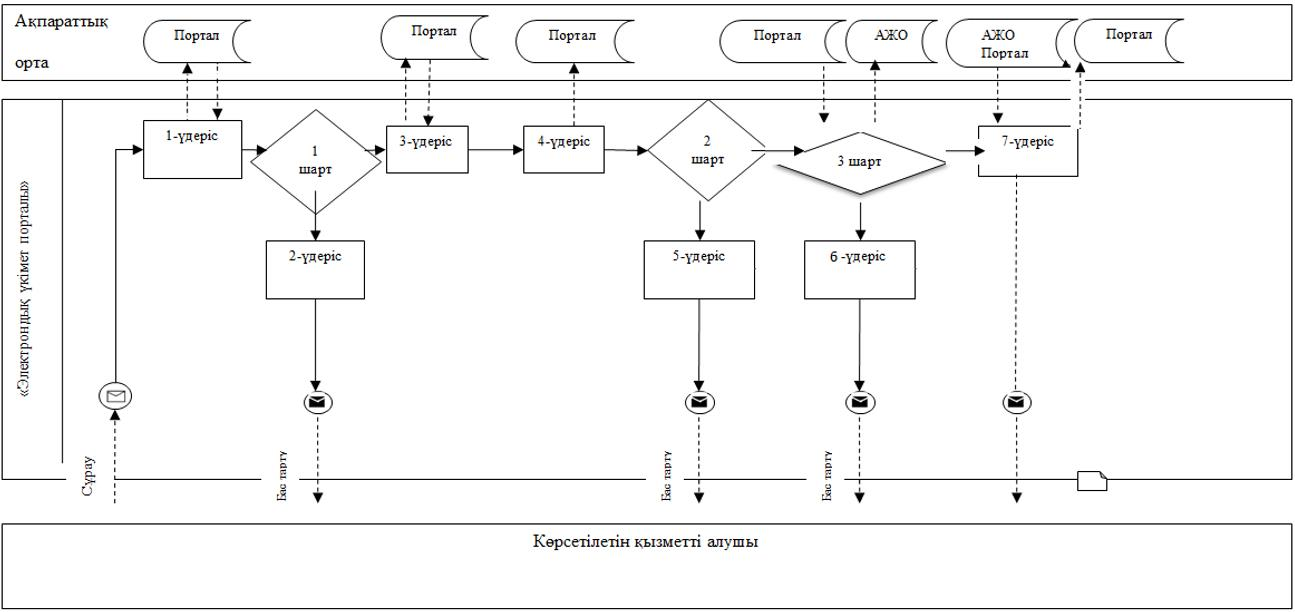 Ақпараттық
орта
Портал
Портал
Портал
Портал
АЖО
АЖО
Портал
Портал
«Электрондық үкімет порталы»
1-үдеріс
1
шарт
3-үдеріс
4-үдеріс
2
шарт
3 шарт
7-үдеріс
2-үдеріс
5-үдеріс
6 -үдеріс
Сұрау
Бас тарту
Бас тарту
Бас тарту
Көрсетілетін қызметті алушы